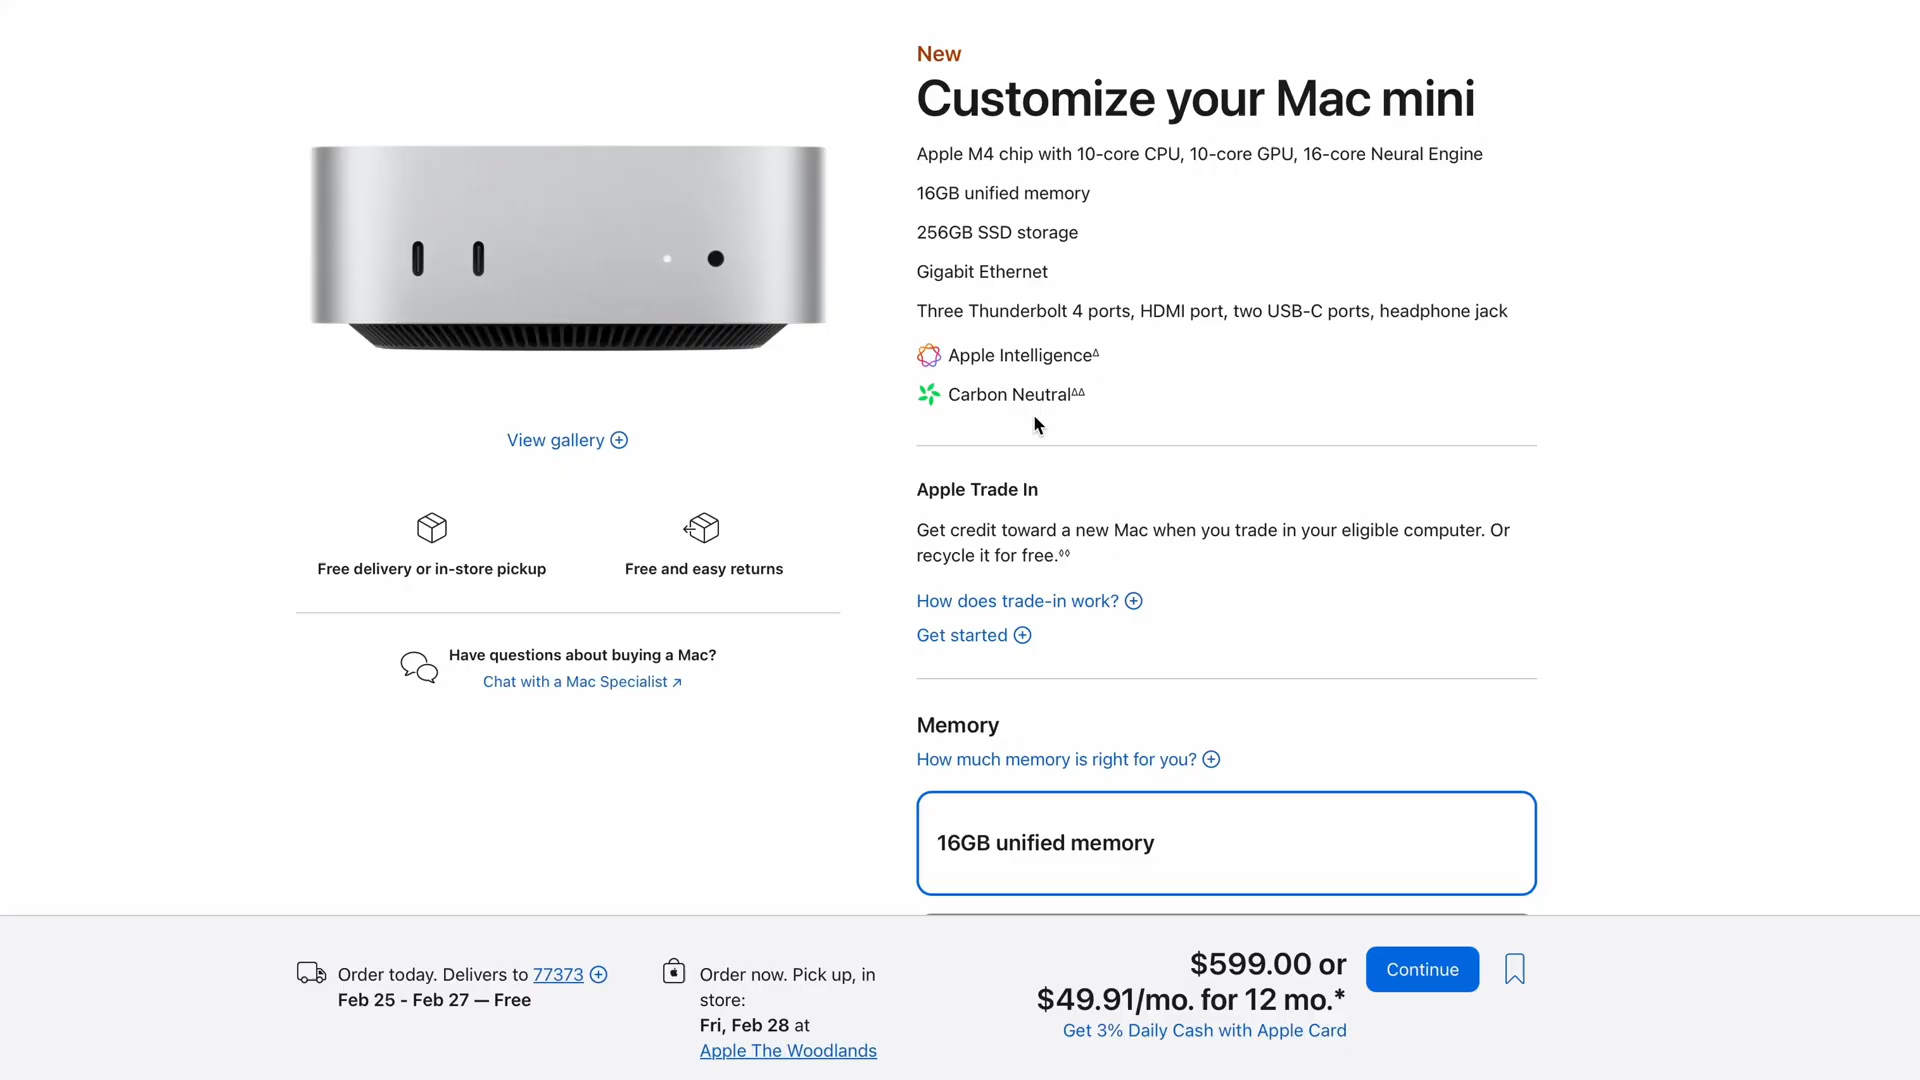 New
Customize your Mac mini
Apple M4 chip with 10-core CPU, 10-core GPU, 16-core Neural Engine
16GB unified memory
256GB SSD storage
Gigabit Ethernet
Three Thunderbolt 4 ports, HDMI port, two USB-C ports, headphone jack
Apple Intelligence∆
Carbon Neutral∆∆
View gallery
Free delivery or in-store pickup
Free and easy returns
Have questions about buying a Mac?
Chat with a Mac Specialist ↗
Apple Trade In
Get credit toward a new Mac when you trade in your eligible computer. Or
recycle it for free.◊◊
How does trade-in work?
Get started
Memory
How much memory is right for you?
16GB unified memory
Order today. Delivers to 77373
Feb 25 - Feb 27 — Free
Order now. Pick up, in
store:
Fri, Feb 28 at
Apple The Woodlands
$599.00 or
$49.91/mo. for 12 mo.*
Get 3% Daily Cash with Apple Card
Continue